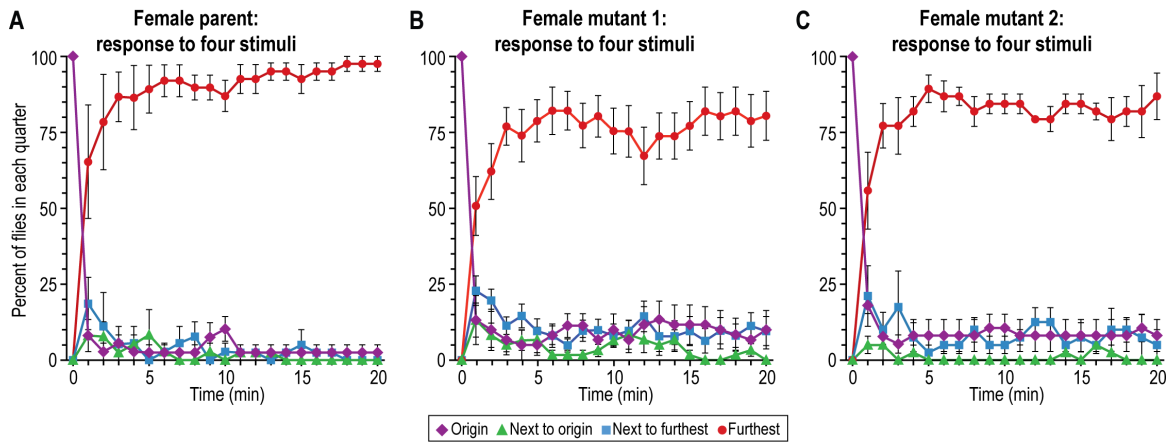 A
Female parent:
response to four stimuli
B
Female mutant 1:
response to four stimuli
C
Female mutant 2:
response to four stimuli
Percent of flies in each quarter
100
75
50
25
0
0 5 10 15 20
Time (min)
100
75
50
25
0
0 5 10 15 20
Time (min)
100
75
50
25
0
0 5 10 15 20
Time (min)
Origin Next to origin Next to furthest Furthest